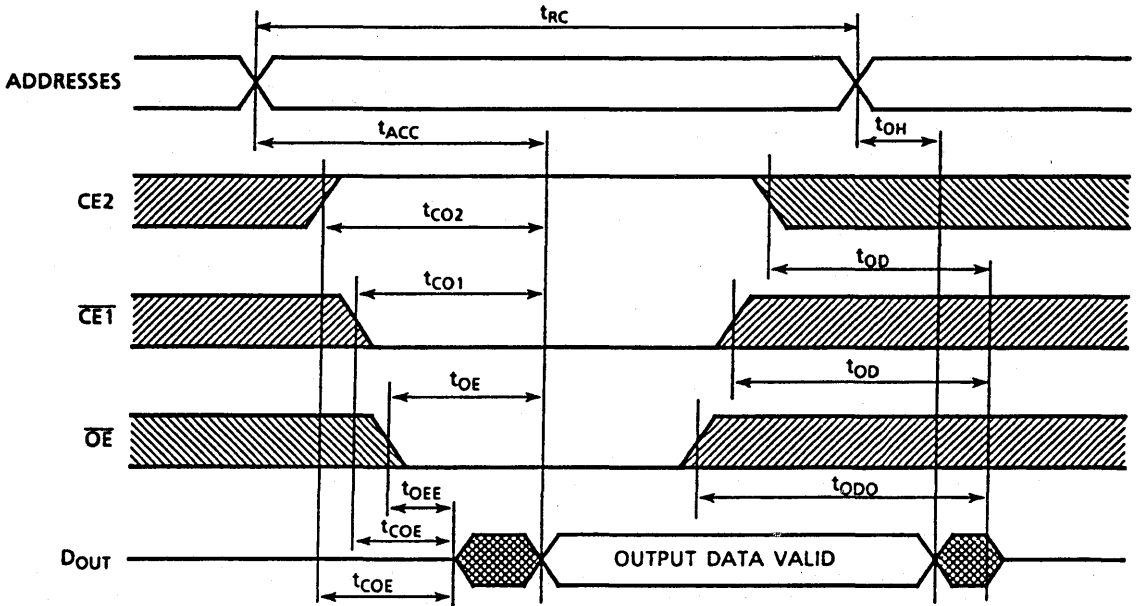 tRC
ADDRESSES
tACC
tOH
CE2
tCO2
tOD
tCO1
CE1
tOD
tOE
OE
tOEE
tODO
tCOE
DOUT
OUTPUT DATA VALID
tCOE